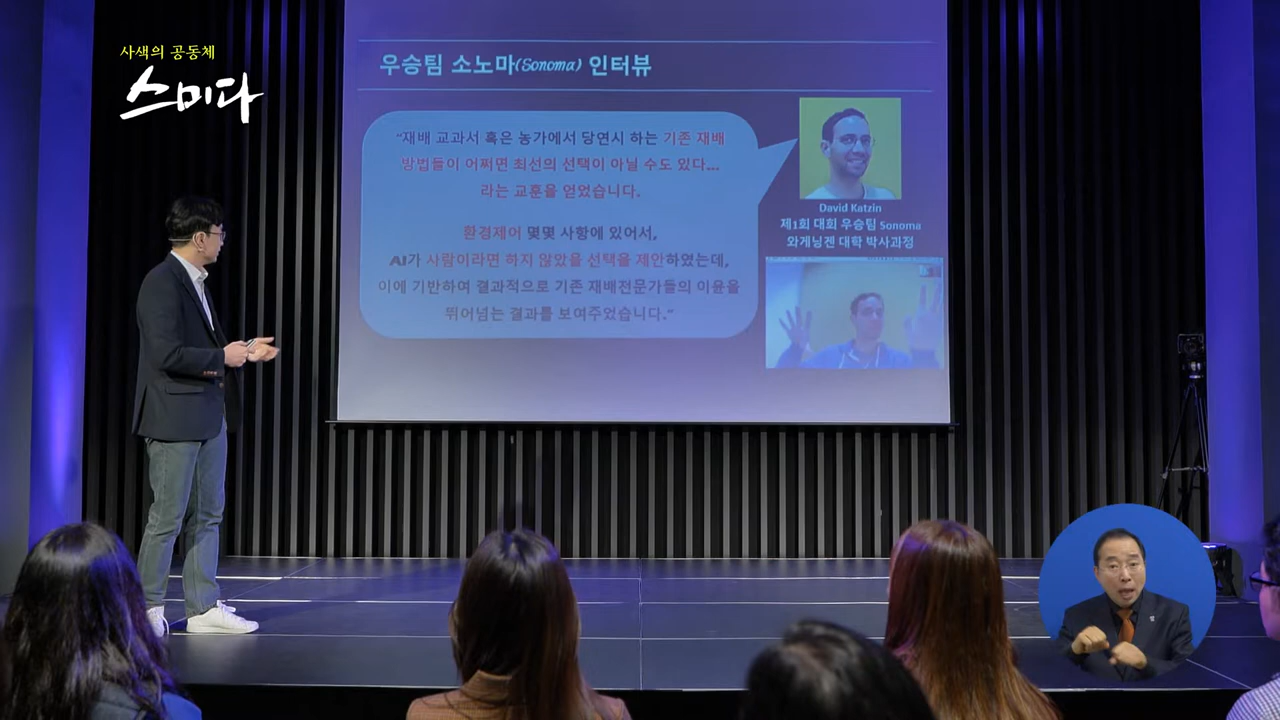 사색의 공동체
스미다
우승팀 소노마(Sonoma) 인터뷰
“재배 교과서 혹은 농가에서 당연시 하는 기존 재배
방법들이 어쩌면 최선의 선택이 아닐 수도 있다...
라는 교훈을 얻었습니다.
환경제어 몇몇 사항에 있어서,
AI가 사람이라면 하지 않았을 선택을 제안하였는데,
이에 기반하여 결과적으로 기존 재배전문가들의 이윤을
뛰어넘는 결과를 보여주었습니다.”
David Katzin
제1회 대회 우승팀 Sonoma
와게닝겐 대학 박사과정